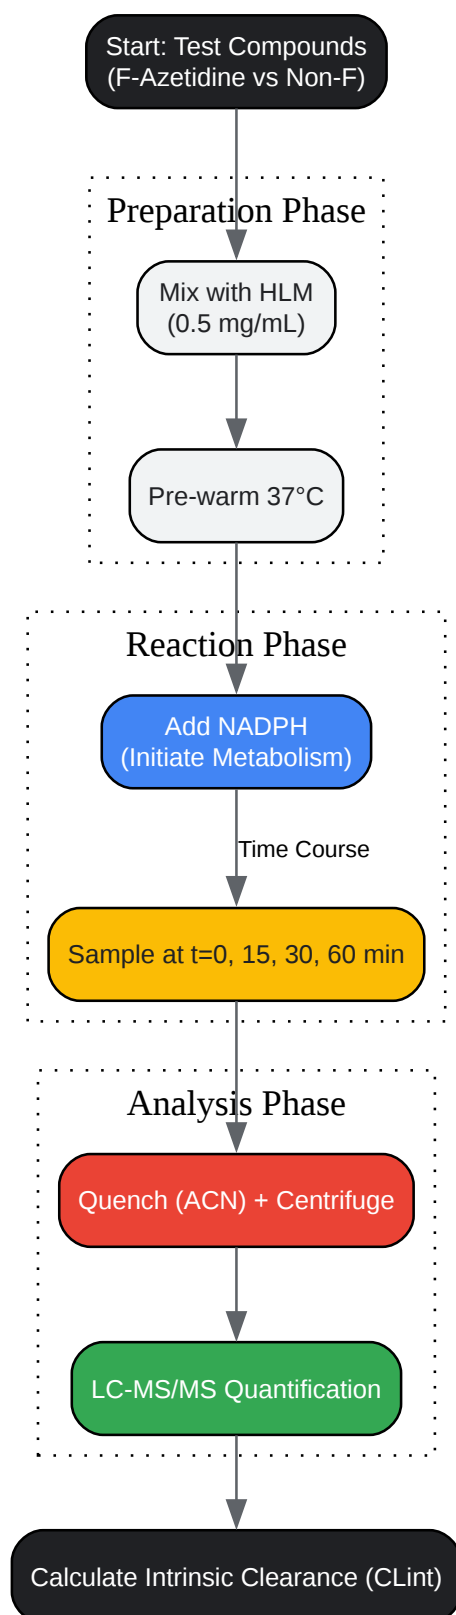 Start: Test Compounds
(F-Azetidine vs Non-F)
Preparation Phase
Mix with HLM
(0.5 mg/mL)
Pre-warm 37°C
Reaction Phase
Add NADPH
(Initiate Metabolism)
Time Course
Sample at t=0, 15, 30, 60 min
Analysis Phase
Quench (ACN) + Centrifuge
LC-MS/MS Quantification
Calculate Intrinsic Clearance (CLint)